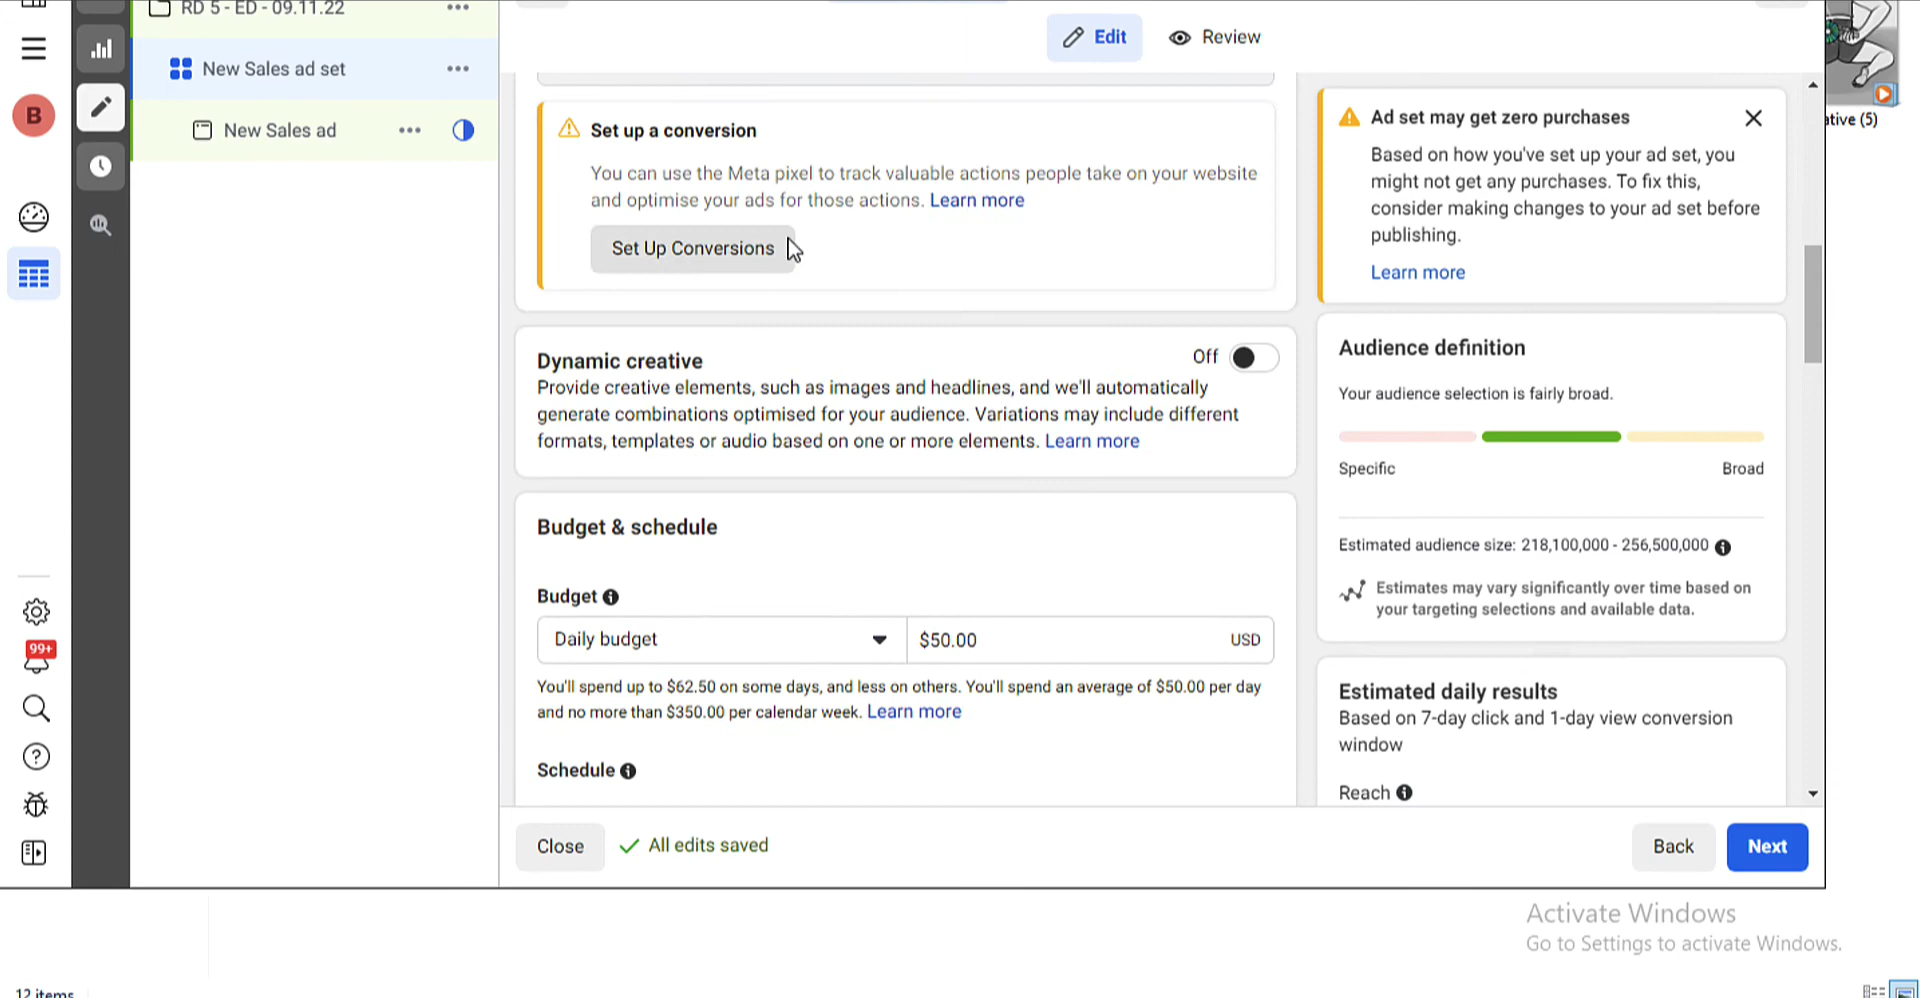 RD 5 - ED - 09.11.22
New Sales ad set
New Sales ad
B
99+
Edit
Review
Set up a conversion
You can use the Meta pixel to track valuable actions people take on your website
and optimise your ads for those actions. Learn more
Set Up Conversions
Dynamic creative
Off
Provide creative elements, such as images and headlines, and we'll automatically
generate combinations optimised for your audience. Variations may include different
formats, templates or audio based on one or more elements. Learn more
Budget & schedule
Budget
Daily budget
$50.00
USD
You'll spend up to $62.50 on some days, and less on others. You'll spend an average of $50.00 per day
and no more than $350.00 per calendar week. Learn more
Schedule
Ad set may get zero purchases
Based on how you've set up your ad set, you
might not get any purchases. To fix this,
consider making changes to your ad set before
publishing.
Learn more
Audience definition
Your audience selection is fairly broad.
Specific
Broad
Estimated audience size: 218,100,000 - 256,500,000
Estimates may vary significantly over time based on
your targeting selections and available data.
Estimated daily results
Based on 7-day click and 1-day view conversion
window
Reach
Close
All edits saved
Back
Next
ative (5)
Activate Windows
Go to Settings to activate Windows.
12 items